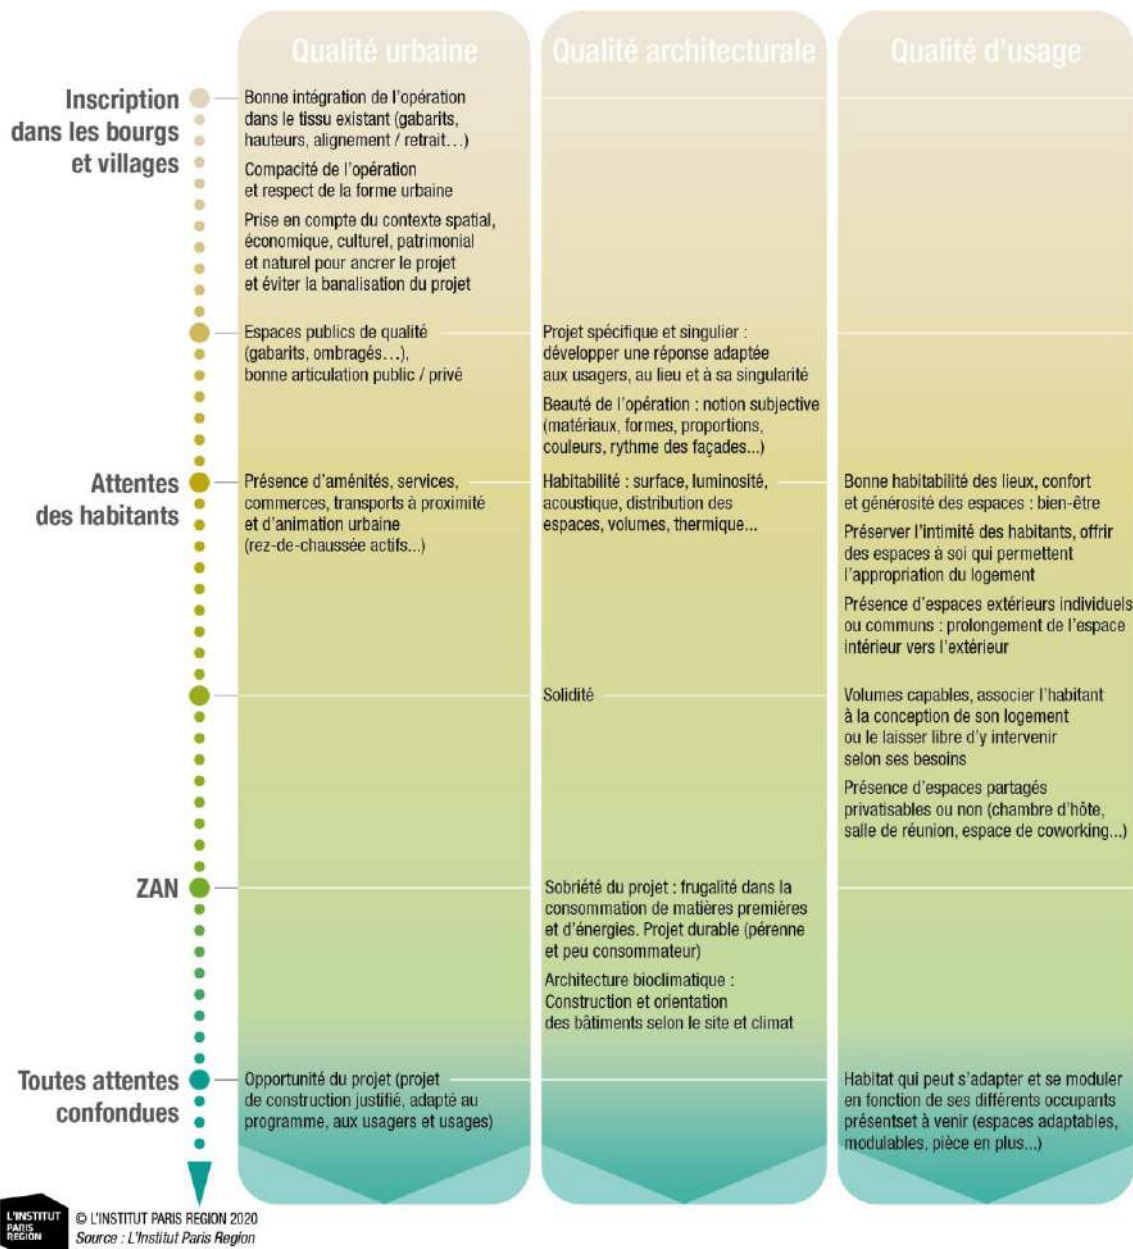 Qualité urbaine
Qualité architecturale
Qualité d'usage
Inscription
dans les bourgs
et villages
Bonne intégration de l'opération
dans le tissu existant (gabarits,
hauteurs, alignement / retrait…)
Compacité de l'opération
et respect de la forme urbaine
Prise en compte du contexte spatial,
économique, culturel, patrimonial
et naturel pour ancrer le projet
et éviter la banalisation du projet
Espaces publics de qualité
(gabarits, ombragés…),
bonne articulation public / privé
Projet spécifique et singulier :
développer une réponse adaptée
aux usagers, au lieu et à sa singularité
Beauté de l'opération : notion subjective
(matériaux, formes, proportions,
couleurs, rythme des façades...)
Attentes
des habitants
Présence d'aménités, services,
commerces, transports à proximité
et d'animation urbaine
(rez-de-chaussée actifs...)
Habitabilité : surface, luminosité,
acoustique, distribution des
espaces, volumes, thermique...
Bonne habitabilité des lieux, confort
et générosité des espaces : bien-être
Préserver l'intimité des habitants, offrir
des espaces à soi qui permettent
l'appropriation du logement
Présence d'espaces extérieurs individuels
ou communs : prolongement de l'espace
intérieur vers l'extérieur
Solidité
Volumes capables, associer l'habitant
à la conception de son logement
ou le laisser libre d'y intervenir
selon ses besoins
Présence d'espaces partagés
privatisables ou non (chambre d'hôte,
salle de réunion, espace de coworking...)
ZAN
Sobriété du projet : frugalité dans la
consommation de matières premières
et d'énergies. Projet durable (pérenne
et peu consommateur)
Architecture bioclimatique :
Construction et orientation
des bâtiments selon le site et climat
Toutes attentes
confondues
Opportunité du projet (projet
de construction justifié, adapté au
programme, aux usagers et usages)
Habitat qui peut s'adapter et se moduler
en fonction de ses différents occupants
présentset à venir (espaces adaptables,
modulables, pièce en plus...)
L'INSTITUT
PARIS
REGION
© L'INSTITUT PARIS REGION 2020
Source : L'Institut Paris Region